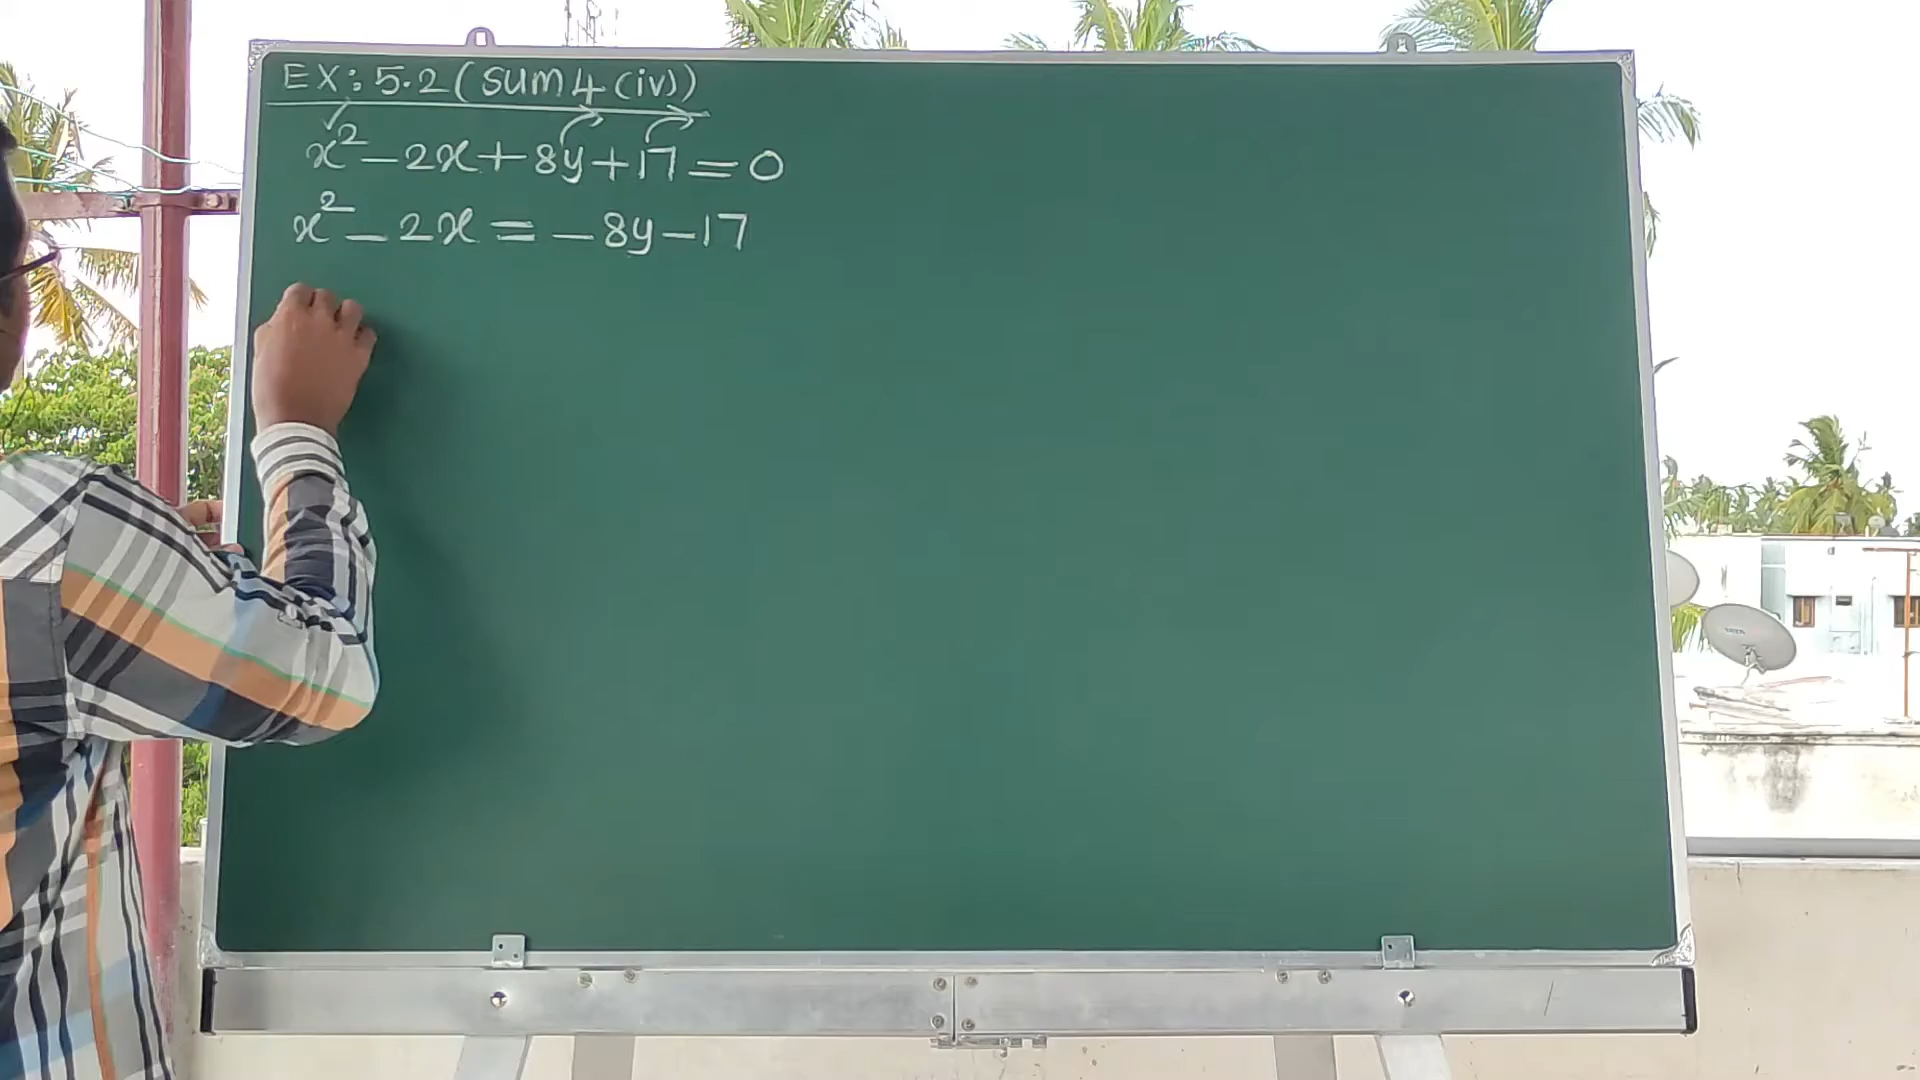 EX: 5.2 (SUM 4 (iv))
x² - 2x + 8y + 17 = 0
x² - 2x = -8y - 17